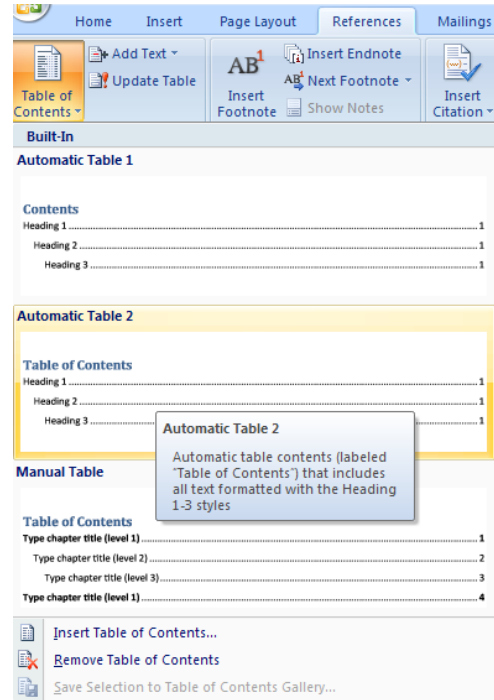 Home Insert Page Layout References Mailings
Add Text
Update Table
Table of
Contents
AB1
Insert
Footnote
Insert Endnote
AB1 Next Footnote
Show Notes
Insert
Citation
Built-In
Automatic Table 1
Contents
Heading 1........................................1
Heading 2........................................1
Heading 3........................................1
Automatic Table 2
Table of Contents
Heading 1........................................1
Heading 2........................................1
Heading 3........................................1
Automatic Table 2
Automatic table contents (labeled
“Table of Contents”) that includes
all text formatted with the Heading
1-3 styles
Manual Table
Table of Contents
Type chapter title (level 1)........................................1
Type chapter title (level 2)........................................2
Type chapter title (level 3)........................................3
Type chapter title (level 1)........................................4
Insert Table of Contents...
Remove Table of Contents
Save Selection to Table of Contents Gallery...